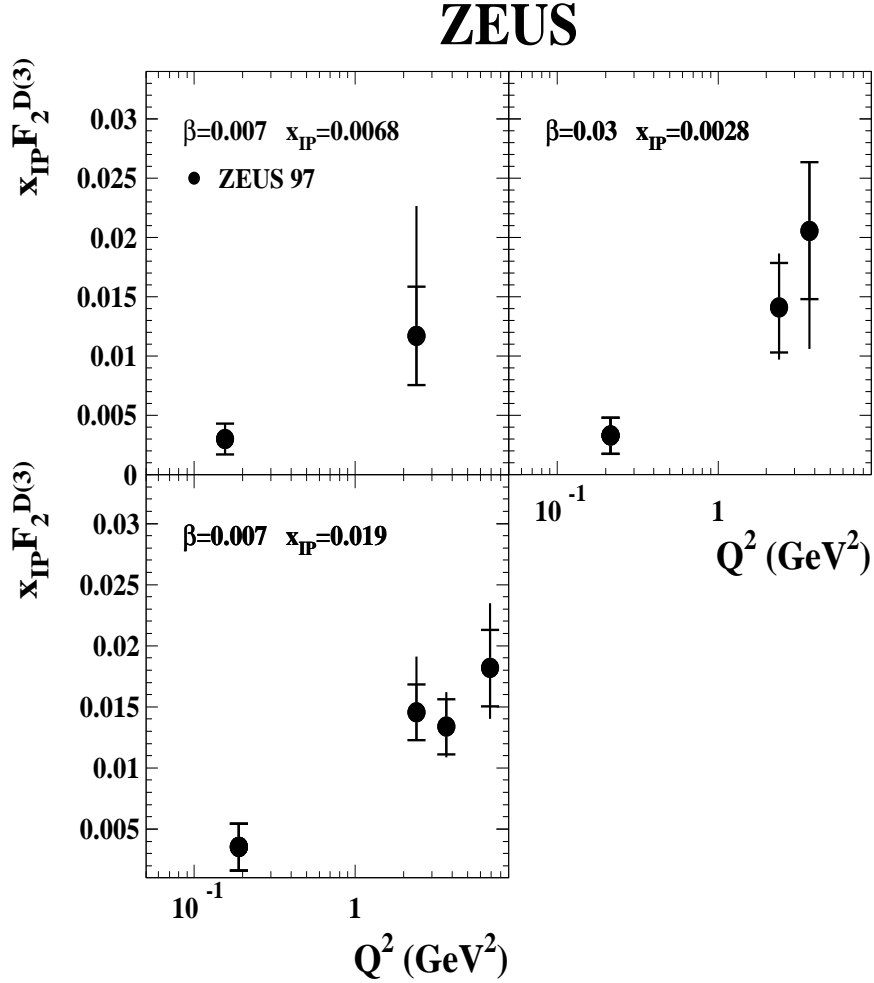 ZEUS
x_IP F_2^D(3)
0.03
0.025
0.02
0.015
0.01
0.005
0
β=0.007 x_IP=0.0068
ZEUS 97
β=0.03 x_IP=0.0028
10^-1
1
Q^2 (GeV^2)
x_IP F_2^D(3)
0.03
0.025
0.02
0.015
0.01
0.005
β=0.007 x_IP=0.019
10^-1
1
Q^2 (GeV^2)